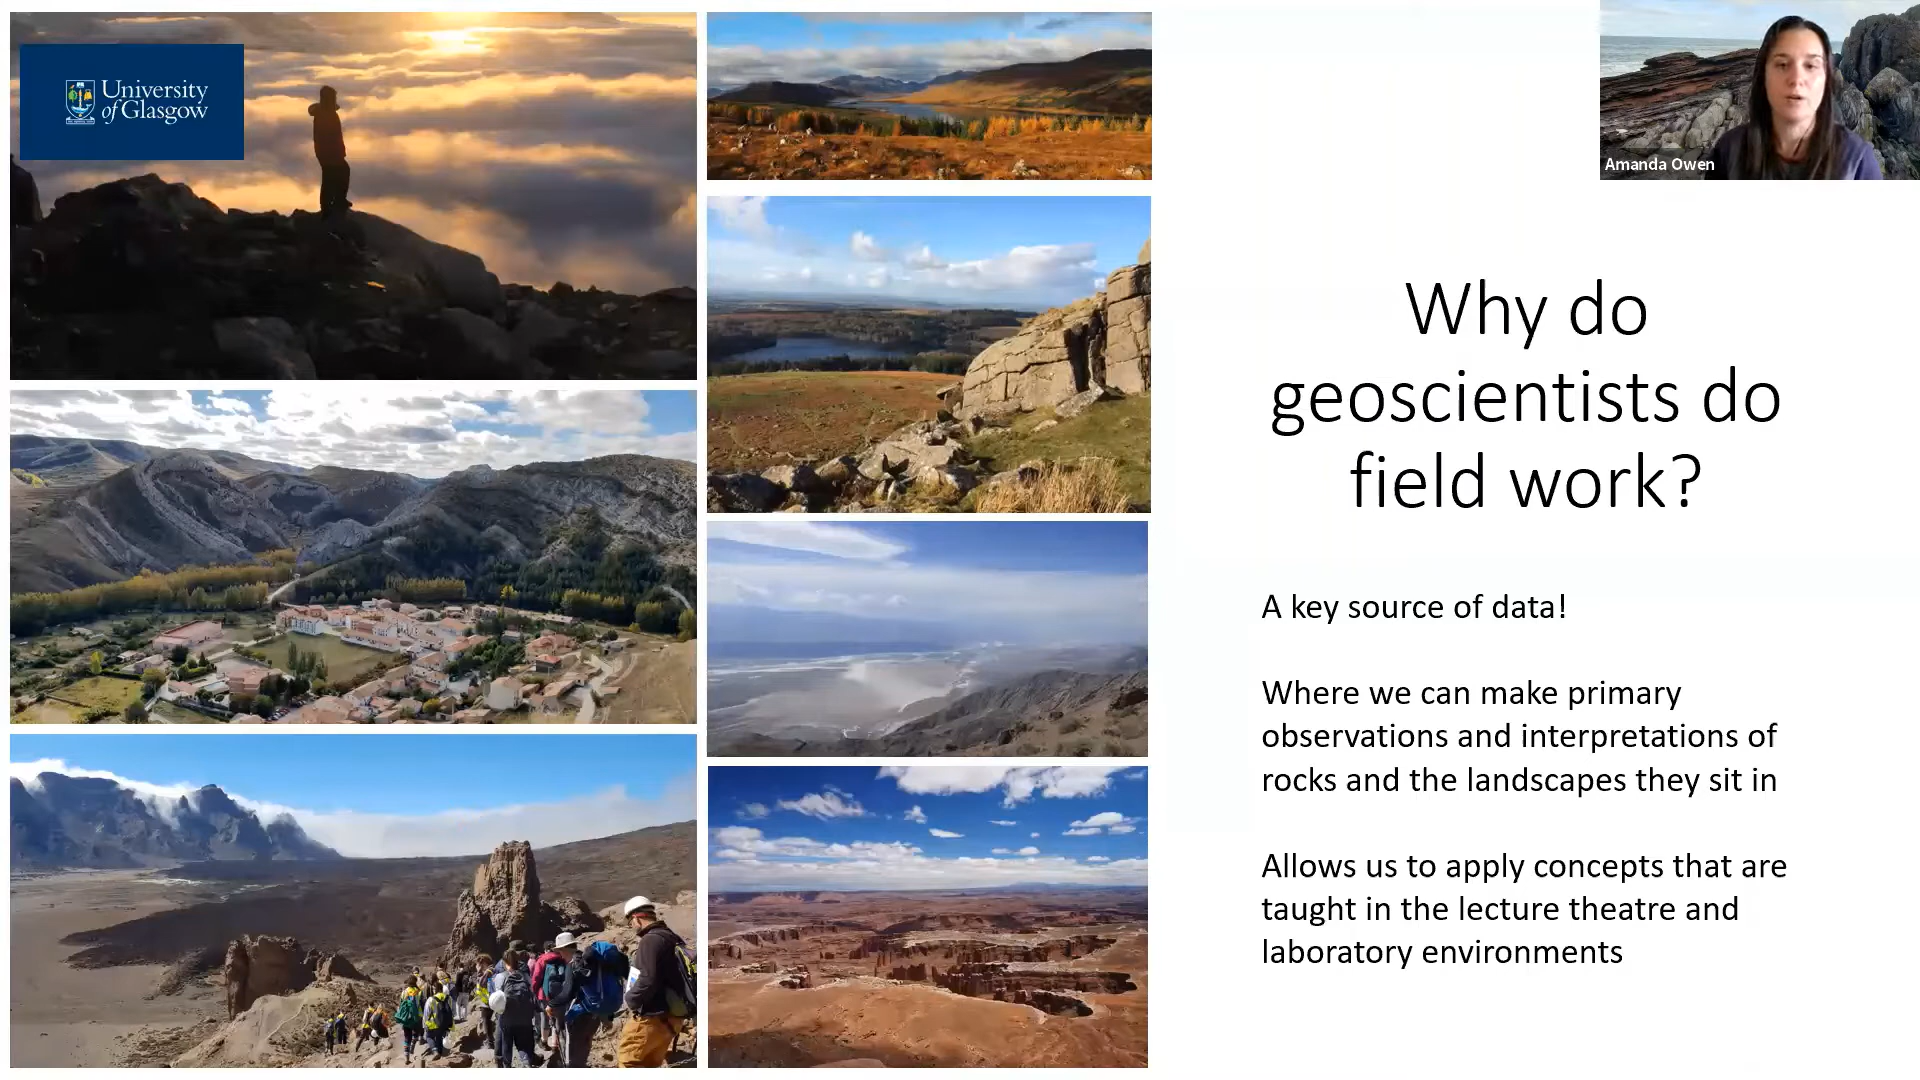 University
of Glasgow
Amanda Owen
Why do
geoscientists do
field work?
A key source of data!
Where we can make primary
observations and interpretations of
rocks and the landscapes they sit in
Allows us to apply concepts that are
taught in the lecture theatre and
laboratory environments